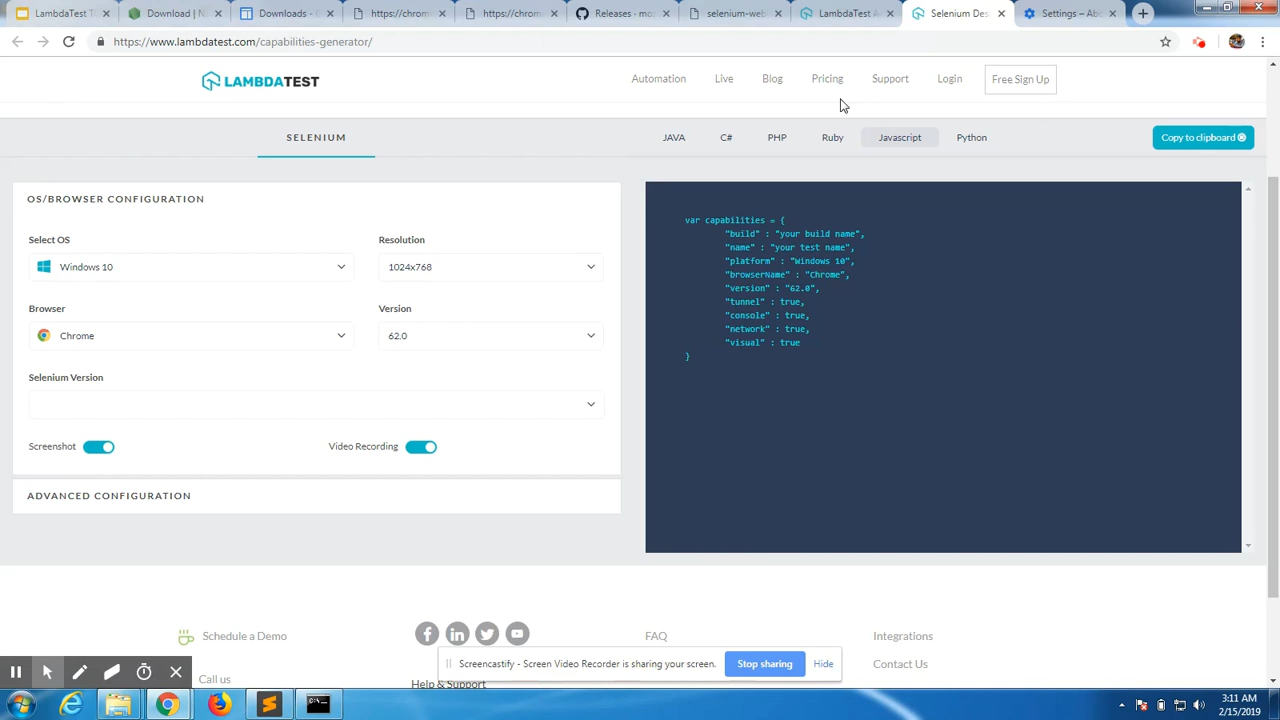 LambdaTest T
Download | N
Downloads - G
https://chrom
http://chrom
Releases - mo
selenium-web
LambdaTest A
Selenium Des
Settings – Abo
https://www.lambdatest.com/capabilities-generator/
LAMBDATEST
Automation
Live
Blog
Pricing
Support
Login
Free Sign Up
SELENIUM
JAVA
C#
PHP
Ruby
Javascript
Python
Copy to clipboard
OS/BROWSER CONFIGURATION
Select OS
Resolution
Windows 10
1024x768
Browser
Version
Chrome
62.0
Selenium Version
Screenshot
Video Recording
ADVANCED CONFIGURATION
var capabilities = {
"build" : "your build name",
"name" : "your test name",
"platform" : "Windows 10",
"browserName" : "Chrome",
"version" : "62.0",
"tunnel" : true,
"console" : true,
"network" : true,
"visual" : true
}
Schedule a Demo
FAQ
Integrations
Call us
Help & Support
Contact Us
Screencastify - Screen Video Recorder is sharing your screen.
Stop sharing
Hide
3:11 AM
2/15/2019